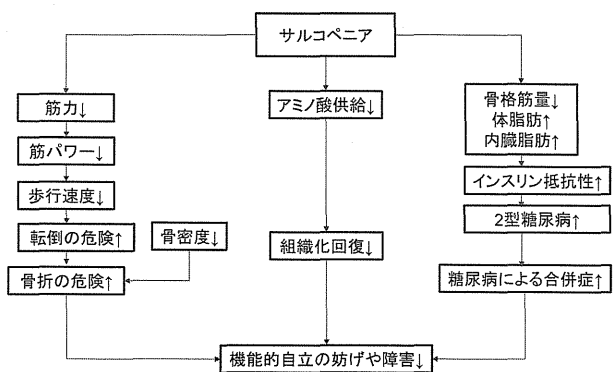 サルコペニア
筋力↓
筋パワー↓
歩行速度↓
転倒の危険↑
骨密度↓
骨折の危険↑
アミノ酸供給↓
組織化回復↓
骨格筋量↓
体脂肪↑
内臓脂肪↑
インスリン抵抗性↑
2型糖尿病↑
糖尿病による合併症↑
機能的自立の妨げや障害↓